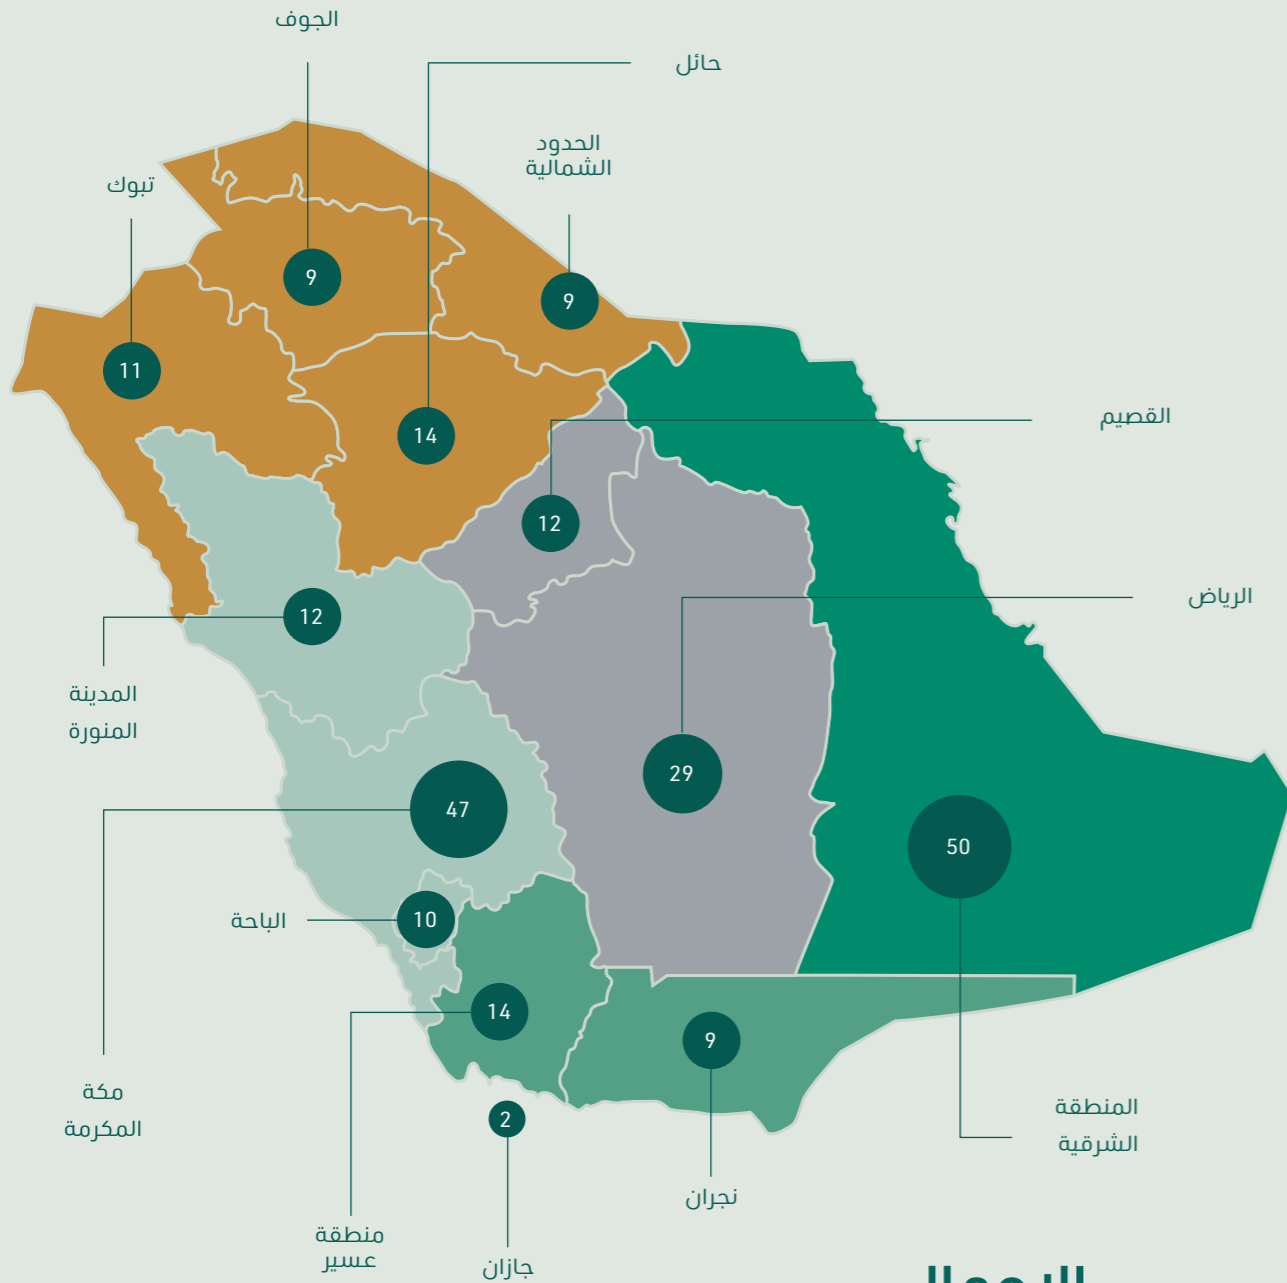 الجوف
حائل
الحدود
الشمالية
تبوك
9
9
11
14
القصيم
12
الرياض
12
المدينة
المنورة
29
47
50
الباحة
10
14
9
مكة
المكرمة
2
المنطقة
الشرقية
نجران
منطقة
عسير
جازان